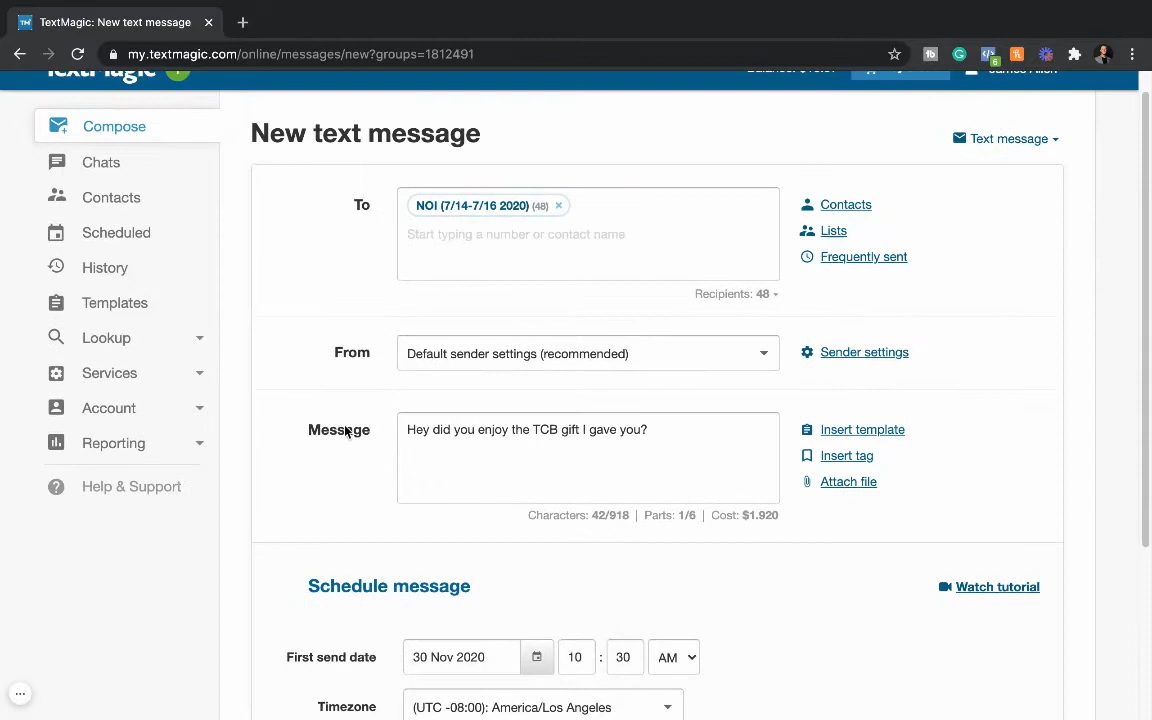 TextMagic: New text message
my.textmagic.com/online/messages/new?groups=1812491
6
TextMagic
James Allen
Compose
Chats
Contacts
Scheduled
History
Templates
Lookup
Services
Account
Reporting
Help & Support
New text message
Text message
To
NOI (7/14-7/16 2020) (48) ×
Start typing a number or contact name
Contacts
Lists
Frequently sent
Recipients: 48
From
Default sender settings (recommended)
Sender settings
Message
Hey did you enjoy the TCB gift I gave you?
Insert template
Insert tag
Attach file
Characters: 42/918 | Parts: 1/6 | Cost: $1.920
Schedule message
Watch tutorial
First send date
30 Nov 2020
10 : 30 AM
Timezone
(UTC -08:00): America/Los Angeles